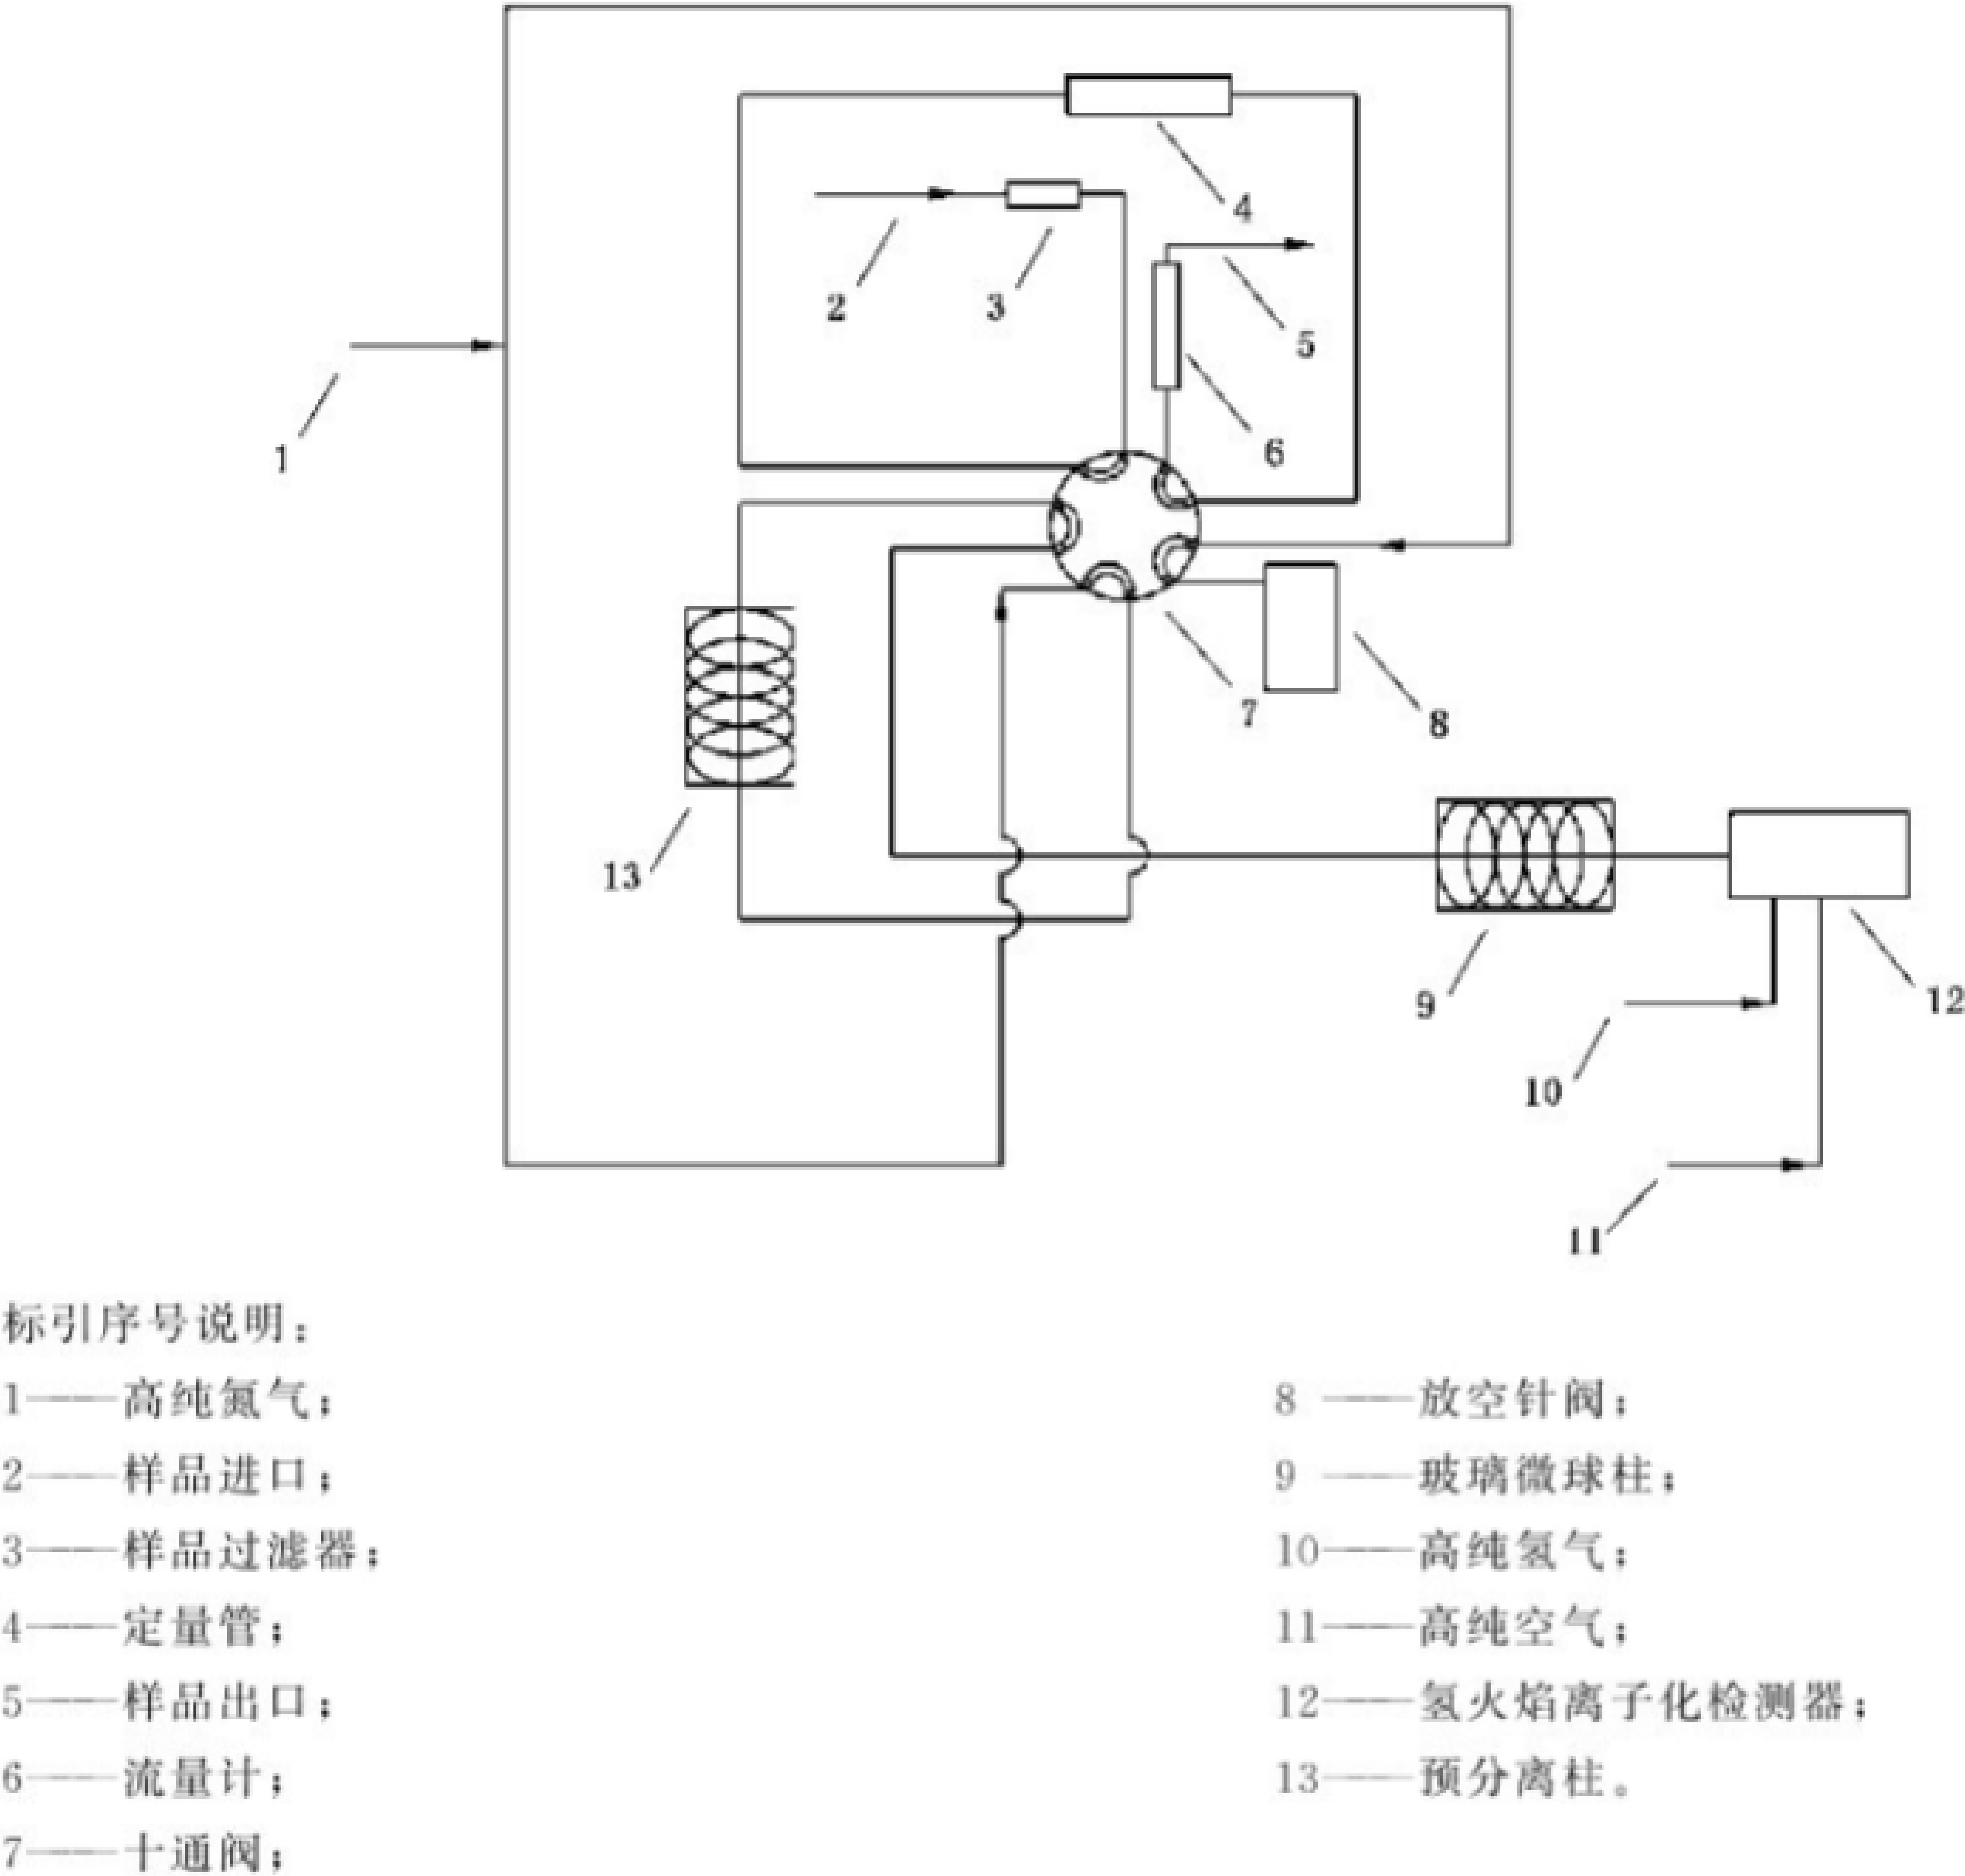 4
2
3
5
1
6
7
8
13
9
12
10
11
标引序号说明：
1——高纯氮气；
2——样品进口；
3——样品过滤器；
4——定量管；
5——样品出口；
6——流量计；
7——十通阀；
8 ——放空针阀；
9 ——玻璃微球柱；
10——高纯氢气；
11——高纯空气；
12——氢火焰离子化检测器；
13——预分离柱。